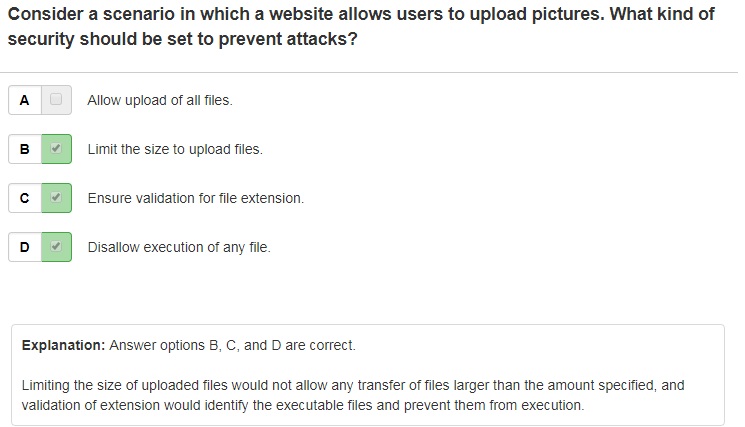 Consider a scenario in which a website allows users to upload pictures. What kind of
security should be set to prevent attacks?
A Allow upload of all files.
B Limit the size to upload files.
C Ensure validation for file extension.
D Disallow execution of any file.
Explanation: Answer options B, C, and D are correct.
Limiting the size of uploaded files would not allow any transfer of files larger than the amount specified, and
validation of extension would identify the executable files and prevent them from execution.